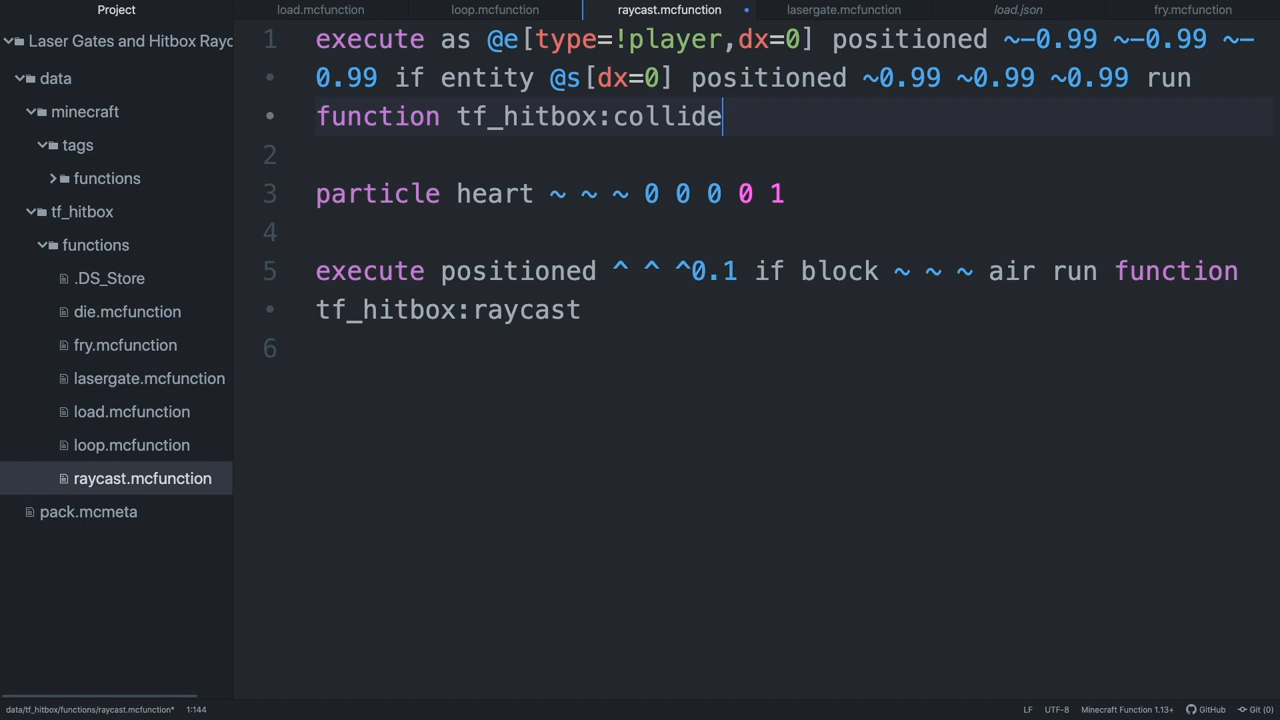 Project
load.mcfunction
loop.mcfunction
raycast.mcfunction
lasergate.mcfunction
load.json
fry.mcfunction
Laser Gates and Hitbox Rayc
data
minecraft
tags
functions
tf_hitbox
functions
.DS_Store
die.mcfunction
fry.mcfunction
lasergate.mcfunction
load.mcfunction
loop.mcfunction
raycast.mcfunction
pack.mcmeta
1 execute as @e[type=!player,dx=0] positioned ~-0.99 ~-0.99 ~-
0.99 if entity @s[dx=0] positioned ~0.99 ~0.99 ~0.99 run
function tf_hitbox:collide
2
3 particle heart ~ ~ ~ 0 0 0 0 1
4
5 execute positioned ^ ^ ^0.1 if block ~ ~ ~ air run function
tf_hitbox:raycast
6
data/tf_hitbox/functions/raycast.mcfunction* 1:144
LF UTF-8 Minecraft Function 1.13+ GitHub Git (0)